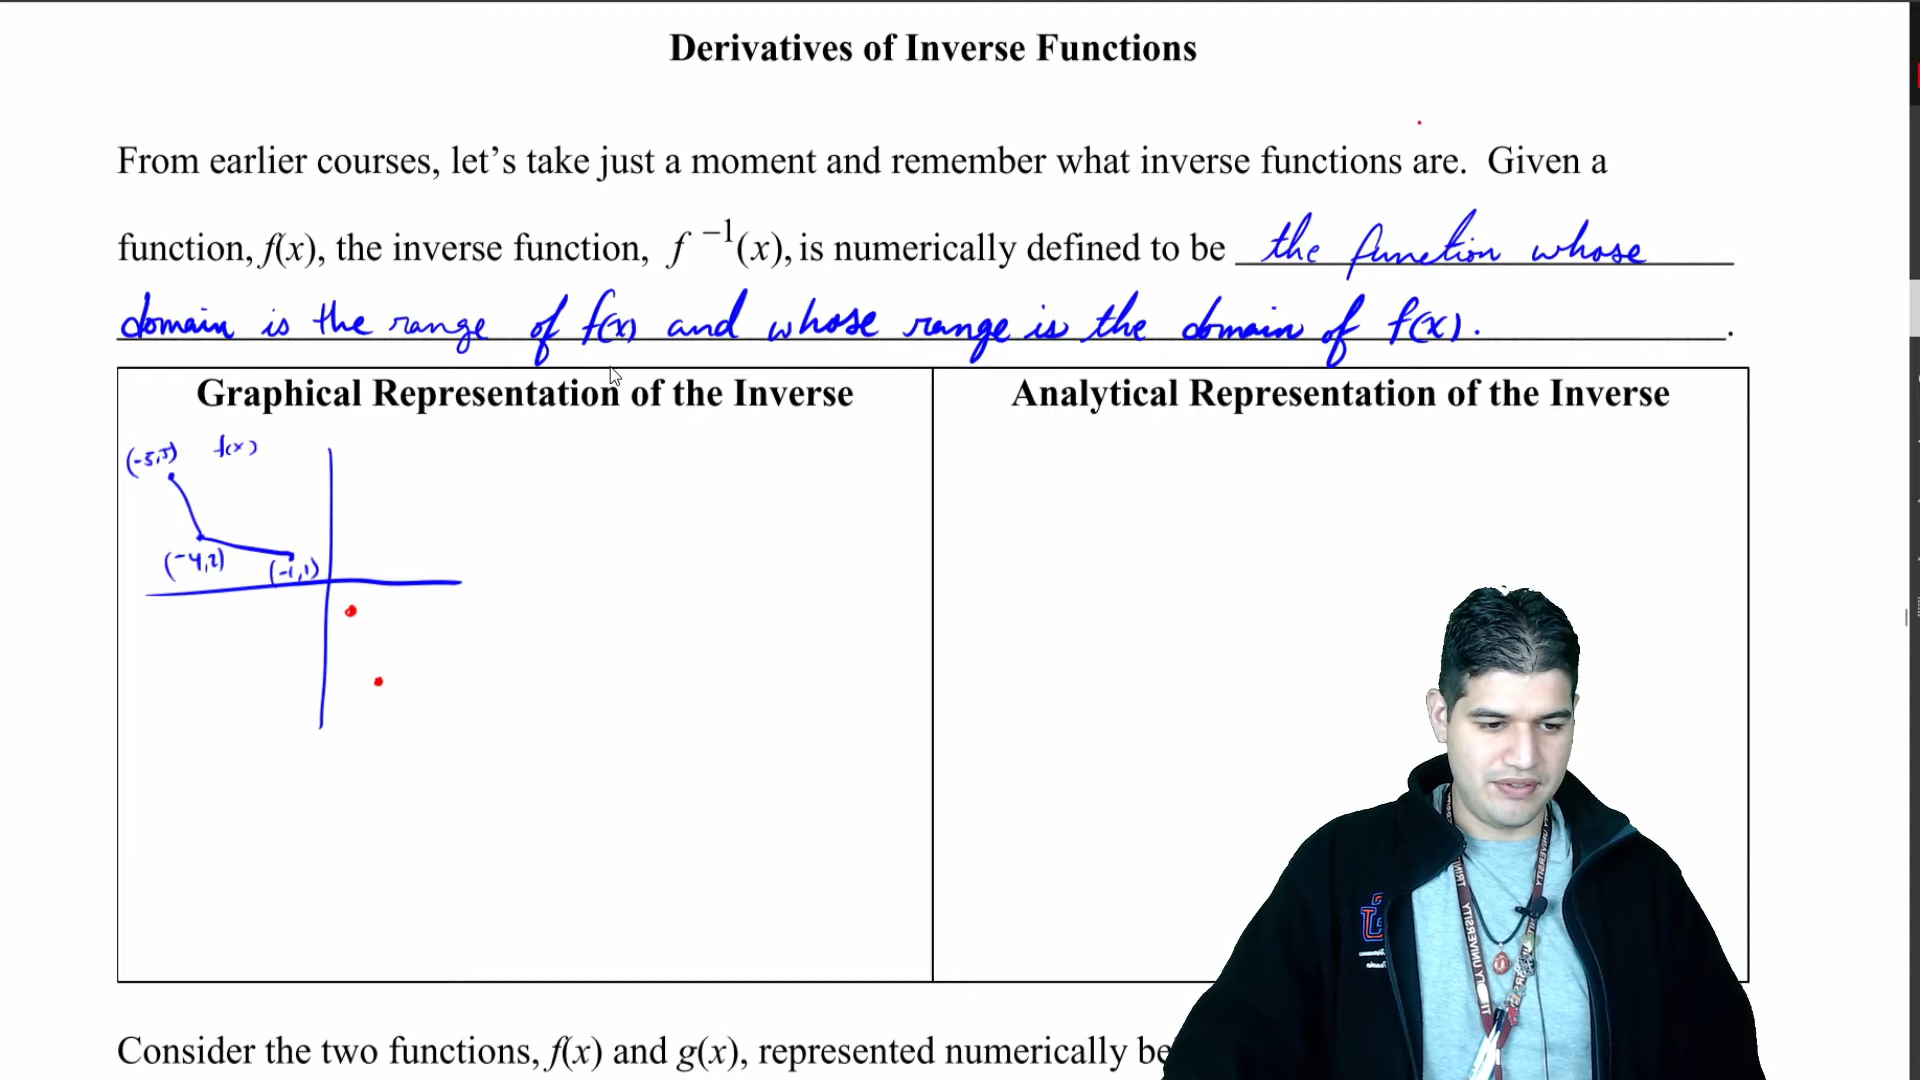 Derivatives of Inverse Functions
From earlier courses, let's take just a moment and remember what inverse functions are. Given a
function, f(x), the inverse function, f ⁻¹(x), is numerically defined to be the function whose
domain is the range of f(x) and whose range is the domain of f(x). .
Graphical Representation of the Inverse
Analytical Representation of the Inverse
(-5,5) f(x)
(-4,2)
(-1,1)
Consider the two functions, f(x) and g(x), represented numerically be
TRINITY UNIVERSITY